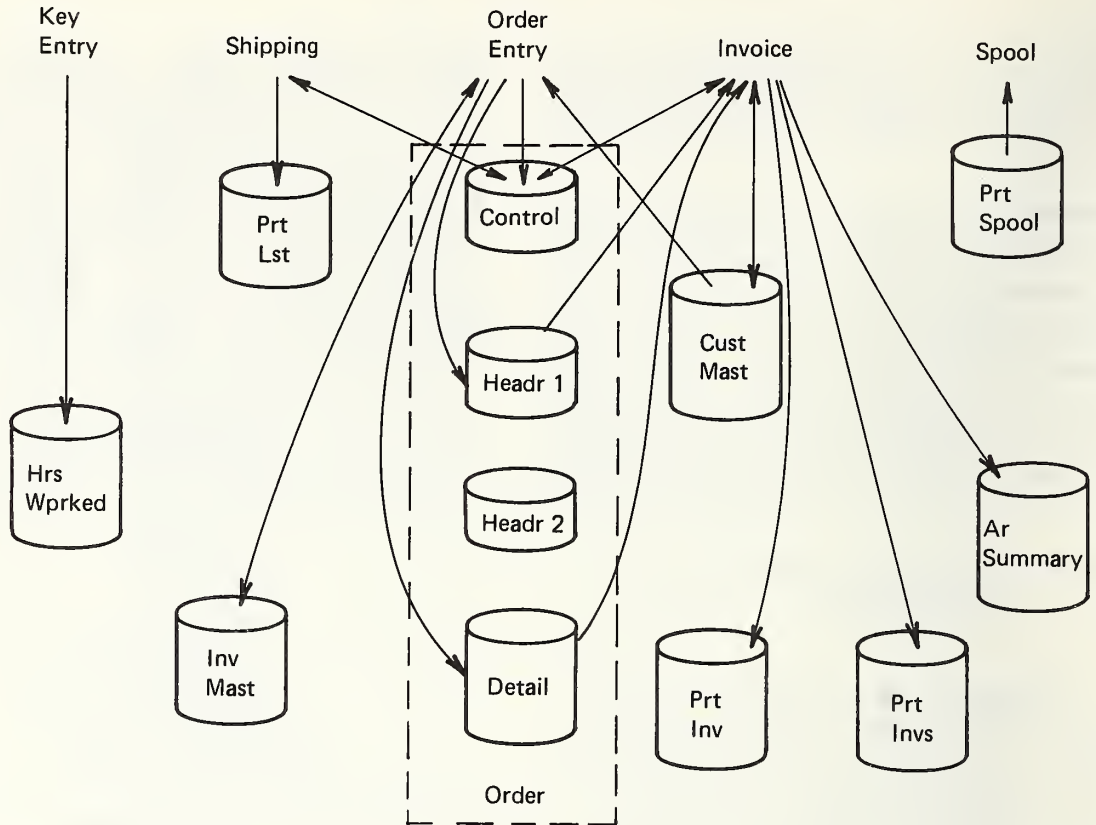 Key
Entry
Shipping
Order
Entry
Invoice
Spool
Prt
Lst
Control
Prt
Spool
Headr 1
Cust
Mast
Hrs
Wprked
Headr 2
Ar
Summary
Inv
Mast
Detail
Prt
Inv
Prt
Invs
Order